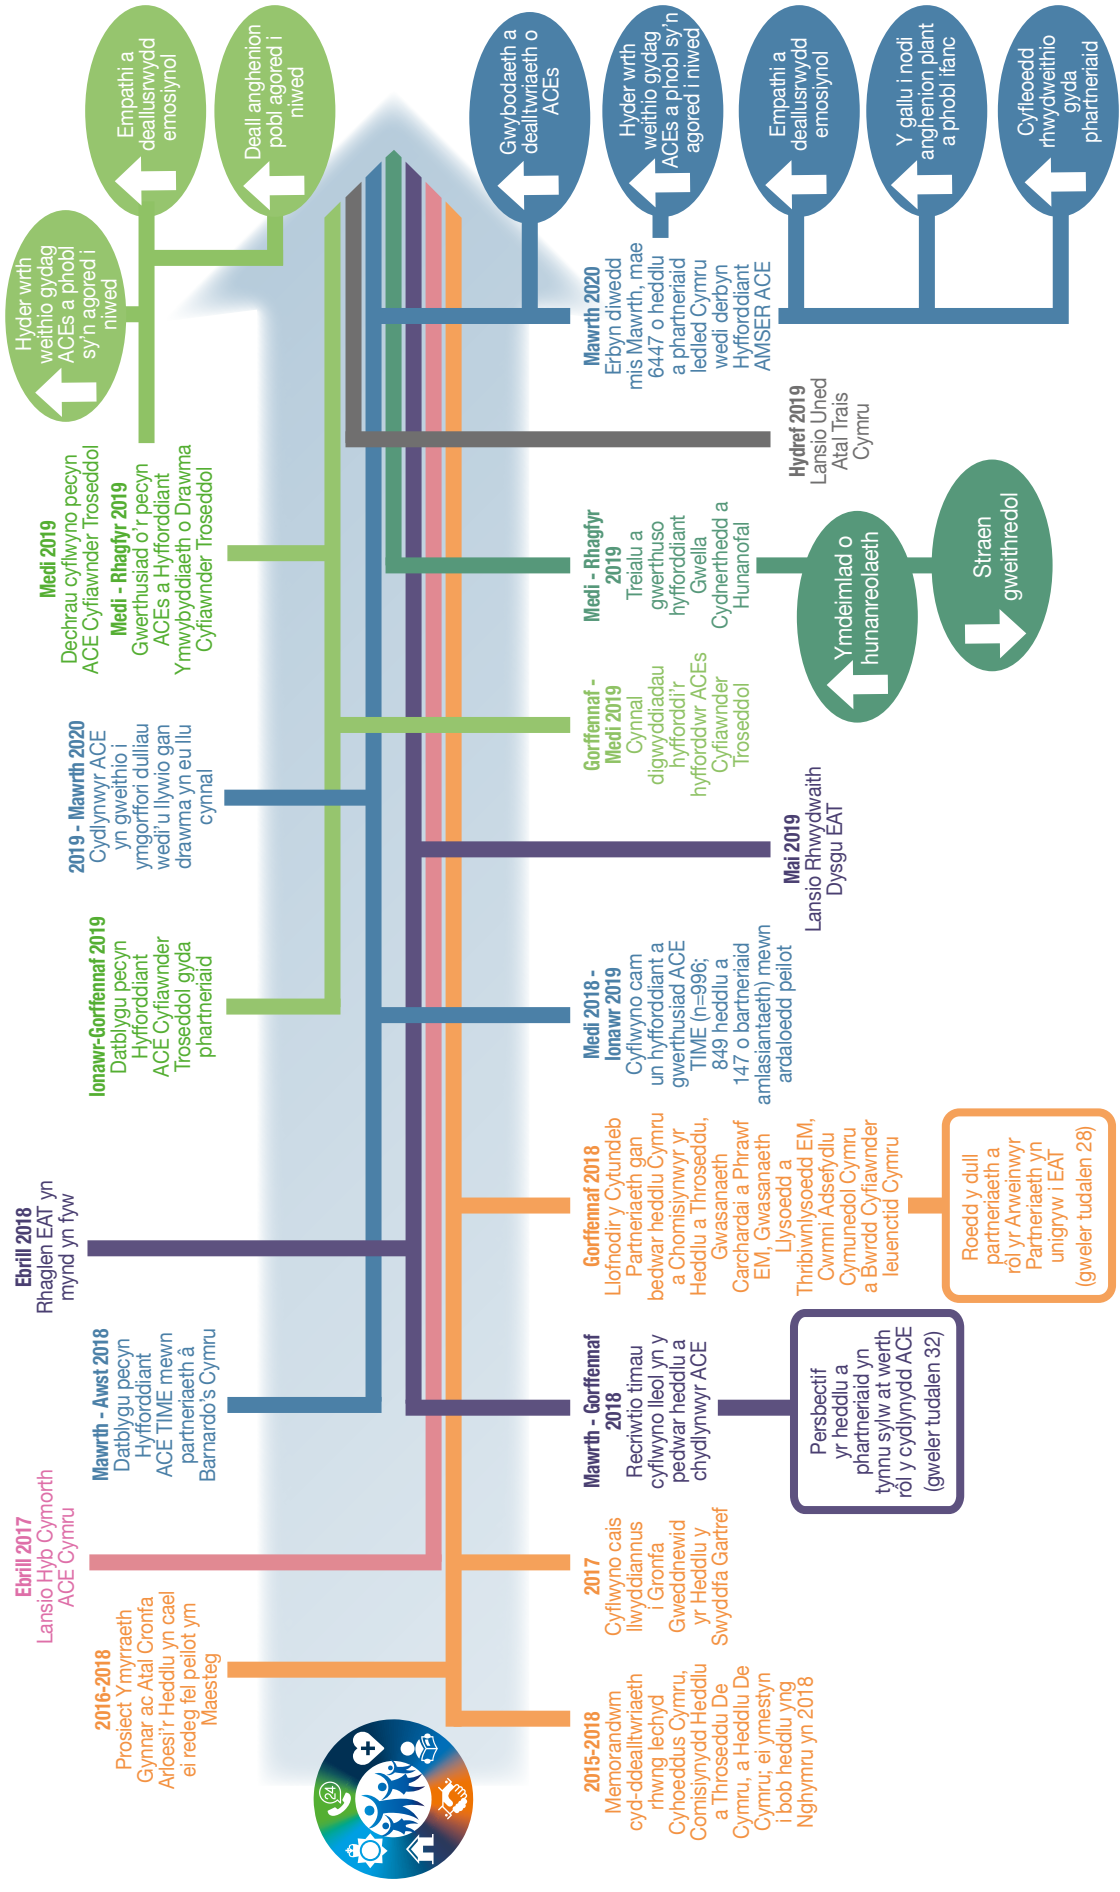 2015-2018
Memorandwm
cyd-ddealltwriaeth
rhwng Iechyd
Cyhoeddus Cymru,
Comisiynydd Heddlu
a Throseddu De
Cymru, a Heddlu De
Cymru; ei ymestyn
i bob heddlu yng
Nghymru yn 2018
2016-2018
Prosiect Ymyrraeth
Gynnar ac Atal Cronfa
Arloesi'r Heddlu yn cael
ei redeg fel peilot ym
Maesteg
Ebrill 2017
Lansio Hyb Cymorth
ACE Cymru
2017
Cyflwyno cais
llwyddiannus
i Gronfa
Gweddnewid
yr Heddlu y
Swyddfa Gartref
Mawrth - Awst 2018
Datblygu pecyn
Hyfforddiant
ACE TIME mewn
partneriaeth â
Barnardo's Cymru
Mawrth - Gorffennaf
2018
Recriwtio timau
cyflwyno lleol yn y
pedwar heddlu a
chydlynwyr ACE
Persbectif
yr heddlu a
phartneriaid yn
tynnu sylw at werth
rôl y cydlynydd ACE
(gweler tudalen 32)
Ebrill 2018
Rhaglen EAT yn
mynd yn fyw
Gorffennaf 2018
Llofnodir y Cytundeb
Partneriaeth gan
bedwar heddlu Cymru
a Chomisiynwyr yr
Heddlu a Throseddu,
Gwasanaeth
Carchardai a Phrawf
EM, Gwasanaeth
Llysoedd a
Thribiwnlysoedd EM,
Cwmni Adsefydlu
Cymunedol Cymru
a Bwrdd Cyfiawnder
Ieuenctid Cymru
Roedd y dull
partneriaeth a
rôl yr Arweinwyr
Partneriaeth yn
unigryw i EAT
(gweler tudalen 28)
Ionawr-Gorffennaf 2019
Datblygu pecyn
Hyfforddiant
ACE Cyfiawnder
Troseddol gyda
phartneriaid
Medi 2018 -
Ionawr 2019
Cyflwyno cam
un hyfforddiant a
gwerthusiad ACE
TIME (n=996;
849 heddlu a
147 o bartneriaid
amlasiantaeth) mewn
ardaloedd peilot
2019 - Mawrth 2020
Cydlynwyr ACE
yn gweithio i
ymgorffori dulliau
wedi'u llywio gan
drawma yn eu llu
cynnal
Mai 2019
Lansio Rhwydwaith
Dysgu EAT
Gorffennaf -
Medi 2019
Cynnal
digwyddiadau
hyfforddi'r
hyfforddwr ACEs
Cyfiawnder
Troseddol
Medi 2019
Dechrau cyflwyno pecyn
ACE Cyfiawnder Troseddol
Medi - Rhagfyr 2019
Gwerthusiad o'r pecyn
ACEs a Hyfforddiant
Ymwybyddiaeth o Drawma
Cyfiawnder Troseddol
Hyder wrth
weithio gydag
ACEs a phobl
sy'n agored i
niwed
Empathi a
deallusrwydd
emosiynol
Deall anghenion
pobl agored i
niwed
Medi - Rhagfyr
2019
Treialu a
gwerthuso
hyfforddiant
Gwella
Cydnerthedd a
Hunanofal
Ymdeimlad o
hunanreolaeth
Straen
gweithredol
Hydref 2019
Lansio Uned
Atal Trais
Cymru
Mawrth 2020
Erbyn diwedd
mis Mawrth, mae
6447 o heddlu
a phartneriaid
ledled Cymru
wedi derbyn
Hyfforddiant
AMSER ACE
Gwybodaeth a
dealltwriaeth o
ACEs
Hyder wrth
weithio gydag
ACEs a phobl sy'n
agored i niwed
Empathi a
deallusrwydd
emosiynol
Y gallu i nodi
anghenion plant
a phobl ifanc
Cyfleoedd
rhwydweithio
gyda
phartneriaid
24